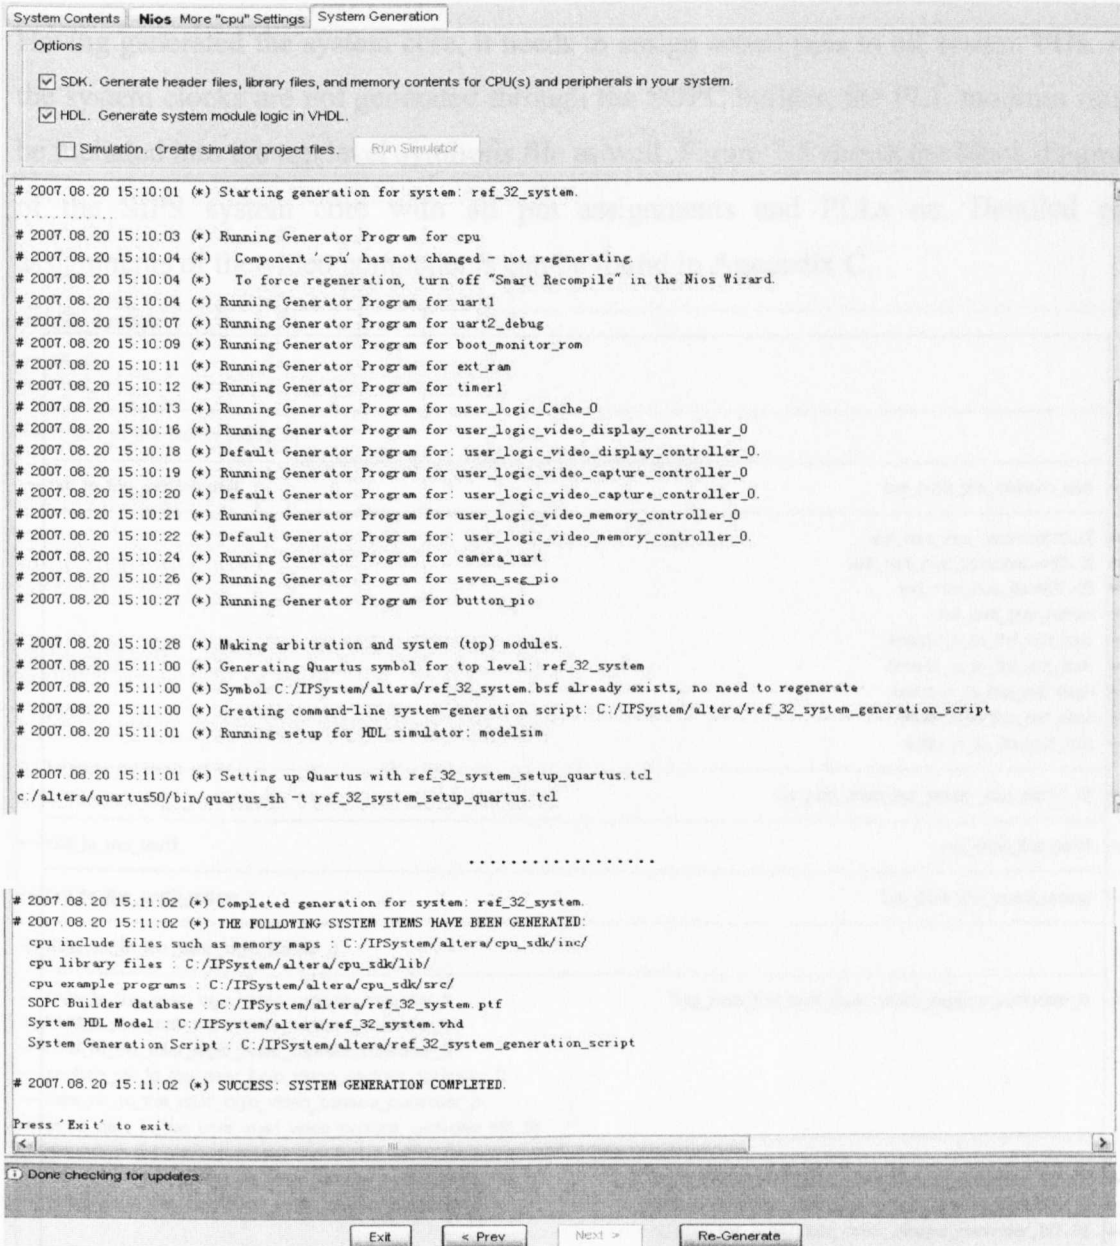 System Contents Nios More "cpu" Settings System Generation
Options
SDK. Generate header files, library files, and memory contents for CPU(s) and peripherals in your system.
HDL. Generate system module logic in VHDL.
Simulation. Create simulator project files. Run Simulator
# 2007.08.20 15:10:01 (*) Starting generation for system: ref_32_system.
# 2007.08.20 15:10:03 (*) Running Generator Program for cpu
# 2007.08.20 15:10:04 (*) Component 'cpu' has not changed - not regenerating
# 2007.08.20 15:10:04 (*) To force regeneration, turn off "Smart Recompile" in the Nios Wizard.
# 2007.08.20 15:10:04 (*) Running Generator Program for uart1
# 2007.08.20 15:10:07 (*) Running Generator Program for uart2_debug
# 2007.08.20 15:10:09 (*) Running Generator Program for boot_monitor_rom
# 2007.08.20 15:10:11 (*) Running Generator Program for ext_ram
# 2007.08.20 15:10:12 (*) Running Generator Program for timer1
# 2007.08.20 15:10:13 (*) Running Generator Program for user_logic_Cache_0
# 2007.08.20 15:10:16 (*) Running Generator Program for user_logic_video_display_controller_0
# 2007.08.20 15:10:18 (*) Default Generator Program for: user_logic_video_display_controller_0.
# 2007.08.20 15:10:19 (*) Running Generator Program for user_logic_video_capture_controller_0
# 2007.08.20 15:10:20 (*) Default Generator Program for: user_logic_video_capture_controller_0.
# 2007.08.20 15:10:21 (*) Running Generator Program for user_logic_video_memory_controller_0
# 2007.08.20 15:10:22 (*) Default Generator Program for: user_logic_video_memory_controller_0.
# 2007.08.20 15:10:24 (*) Running Generator Program for camera_uart
# 2007.08.20 15:10:26 (*) Running Generator Program for seven_seg_pio
# 2007.08.20 15:10:27 (*) Running Generator Program for button_pio
# 2007.08.20 15:10:28 (*) Making arbitration and system (top) modules.
# 2007.08.20 15:11:00 (*) Generating Quartus symbol for top level: ref_32_system
# 2007.08.20 15:11:00 (*) Symbol C:/IPSystem/altera/ref_32_system.bsf already exists, no need to regenerate
# 2007.08.20 15:11:00 (*) Creating command-line system-generation script: C:/IPSystem/altera/ref_32_system_generation_script
# 2007.08.20 15:11:01 (*) Running setup for HDL simulator: modelsim
# 2007.08.20 15:11:01 (*) Setting up Quartus with ref_32_system_setup_quartus.tcl
c:/altera/quartus50/bin/quartus_sh -t ref_32_system_setup_quartus.tcl
..................
# 2007.08.20 15:11:02 (*) Completed generation for system: ref_32_system.
# 2007.08.20 15:11:02 (*) THE FOLLOWING SYSTEM ITEMS HAVE BEEN GENERATED:
cpu include files such as memory maps : C:/IPSystem/altera/cpu_sdk/inc/
cpu library files : C:/IPSystem/altera/cpu_sdk/lib/
cpu example programs : C:/IPSystem/altera/cpu_sdk/src/
SOPC Builder database : C:/IPSystem/altera/ref_32_system.ptf
System HDL Model : C:/IPSystem/altera/ref_32_system.vhd
System Generation Script : C:/IPSystem/altera/ref_32_system_generation_script
# 2007.08.20 15:11:02 (*) SUCCESS: SYSTEM GENERATION COMPLETED.
Press 'Exit' to exit.
Done checking for updates.
Exit < Prev Next > Re-Generate